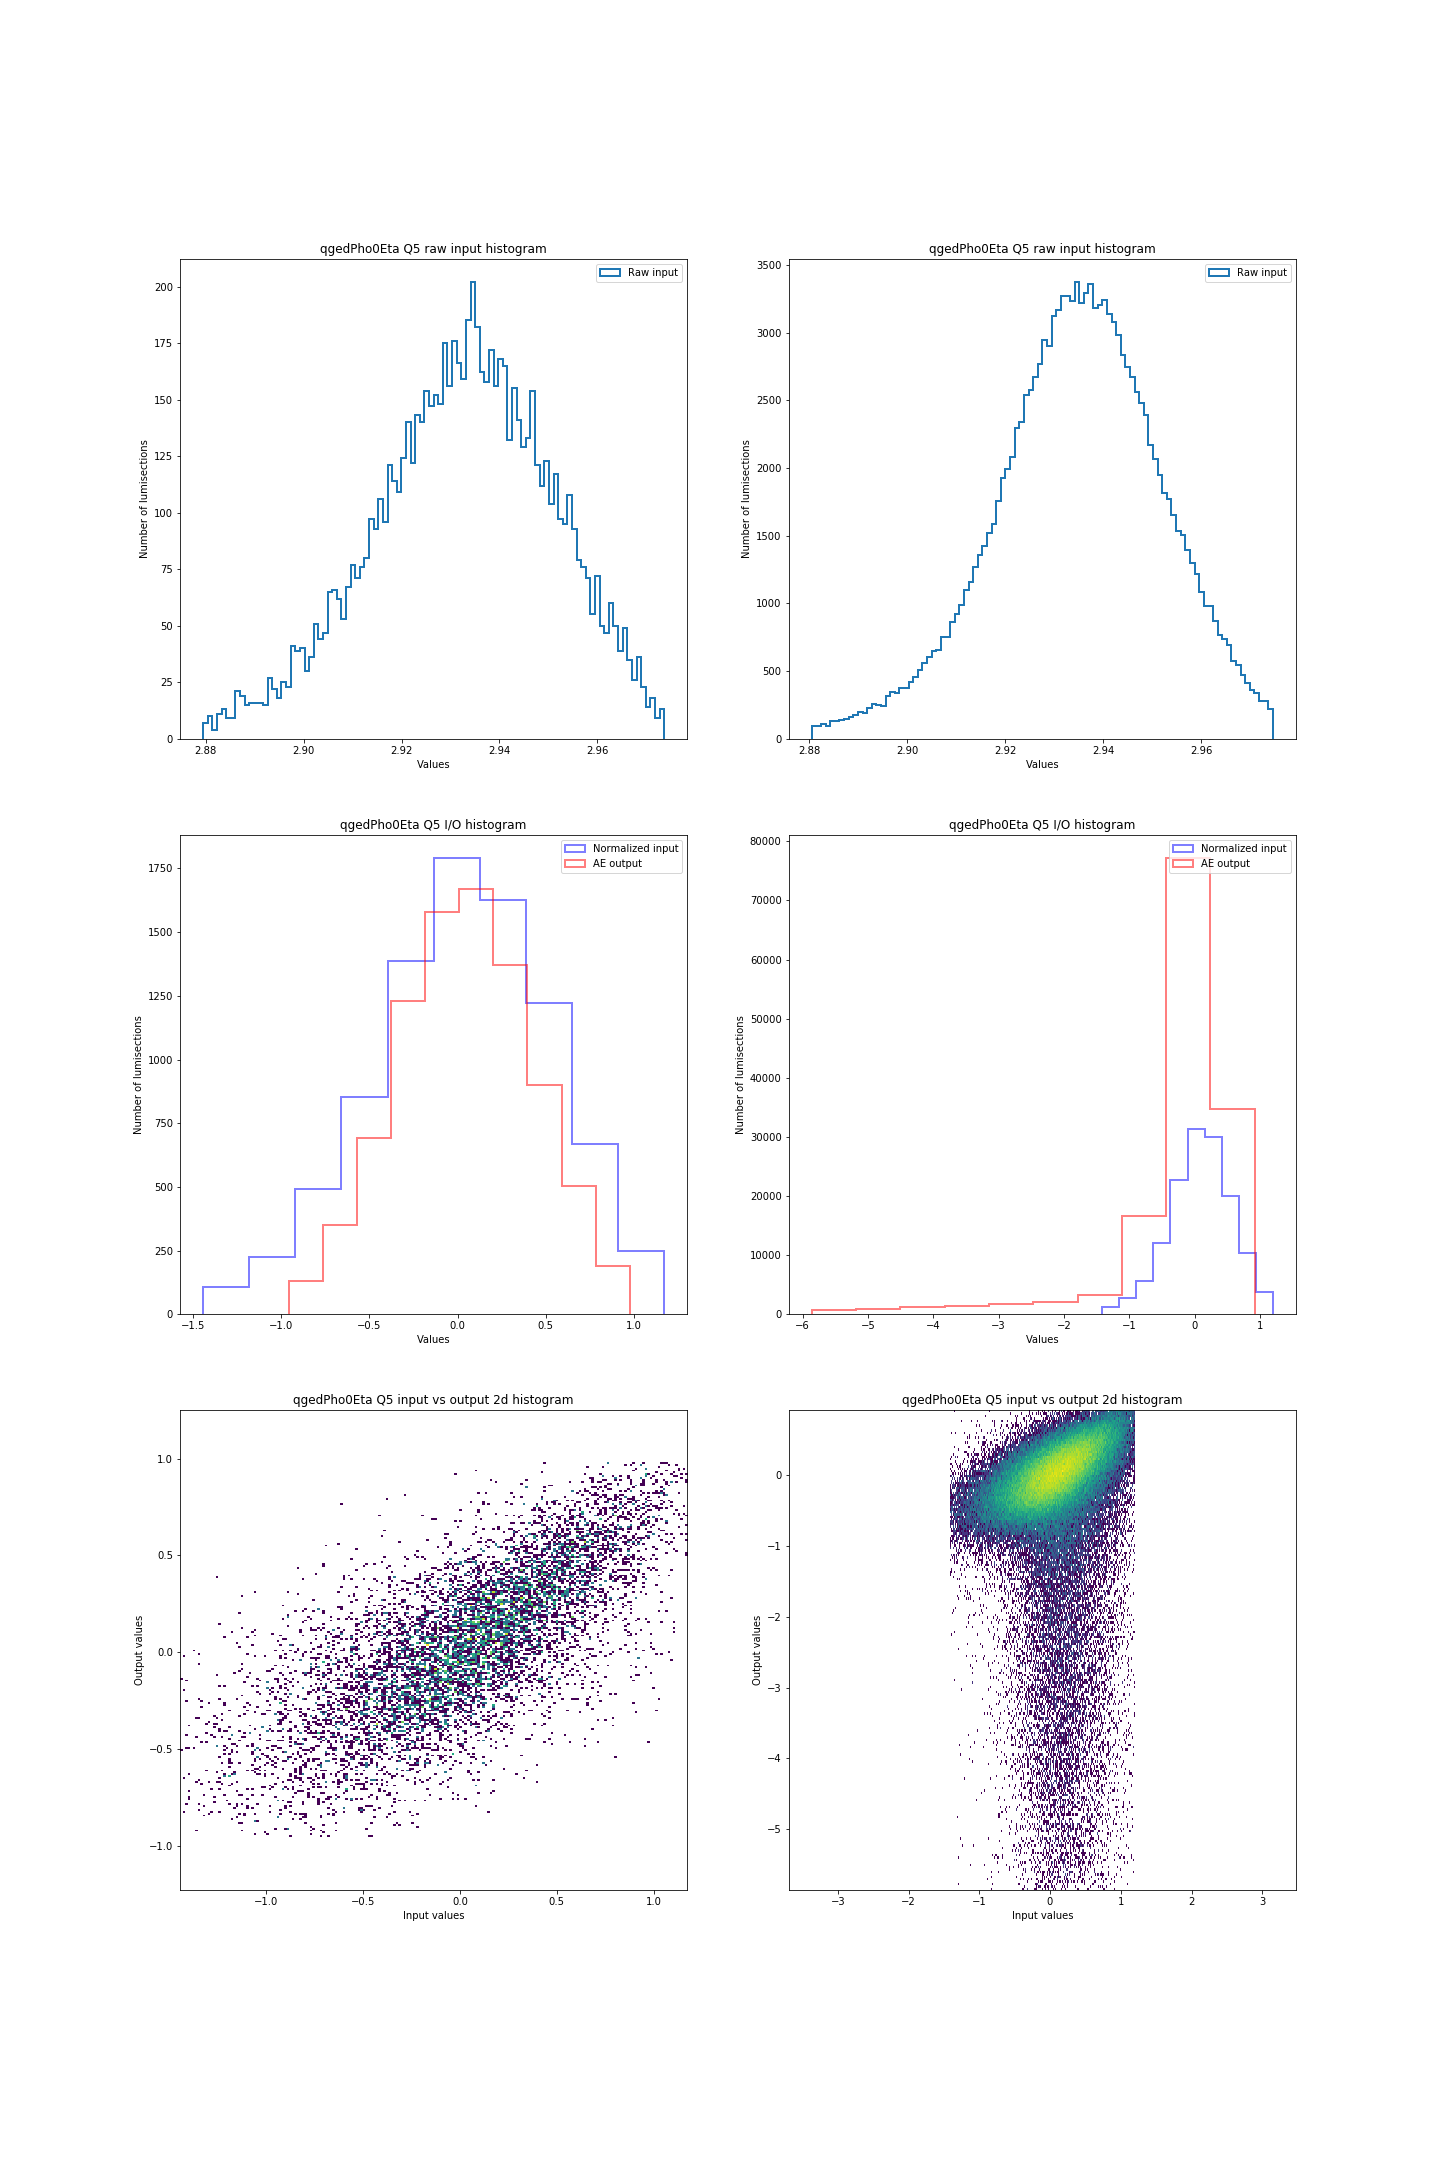 qgedPho0Eta Q5 raw input histogram
Raw input
200
175
150
125
100
75
50
25
0
Number of lumisections
2.88 2.90 2.92 2.94 2.96
Values
qgedPho0Eta Q5 raw input histogram
Raw input
3500
3000
2500
2000
1500
1000
500
0
Number of lumisections
2.88 2.90 2.92 2.94 2.96
Values
qgedPho0Eta Q5 I/O histogram
Normalized input
AE output
1750
1500
1250
1000
750
500
250
0
Number of lumisections
−1.5 −1.0 −0.5 0.0 0.5 1.0
Values
qgedPho0Eta Q5 I/O histogram
Normalized input
AE output
80000
70000
60000
50000
40000
30000
20000
10000
0
Number of lumisections
−6 −5 −4 −3 −2 −1 0 1
Values
qgedPho0Eta Q5 input vs output 2d histogram
1.0
0.5
0.0
−0.5
−1.0
Output values
−1.0 −0.5 0.0 0.5 1.0
Input values
qgedPho0Eta Q5 input vs output 2d histogram
0
−1
−2
−3
−4
−5
Output values
−3 −2 −1 0 1 2 3
Input values